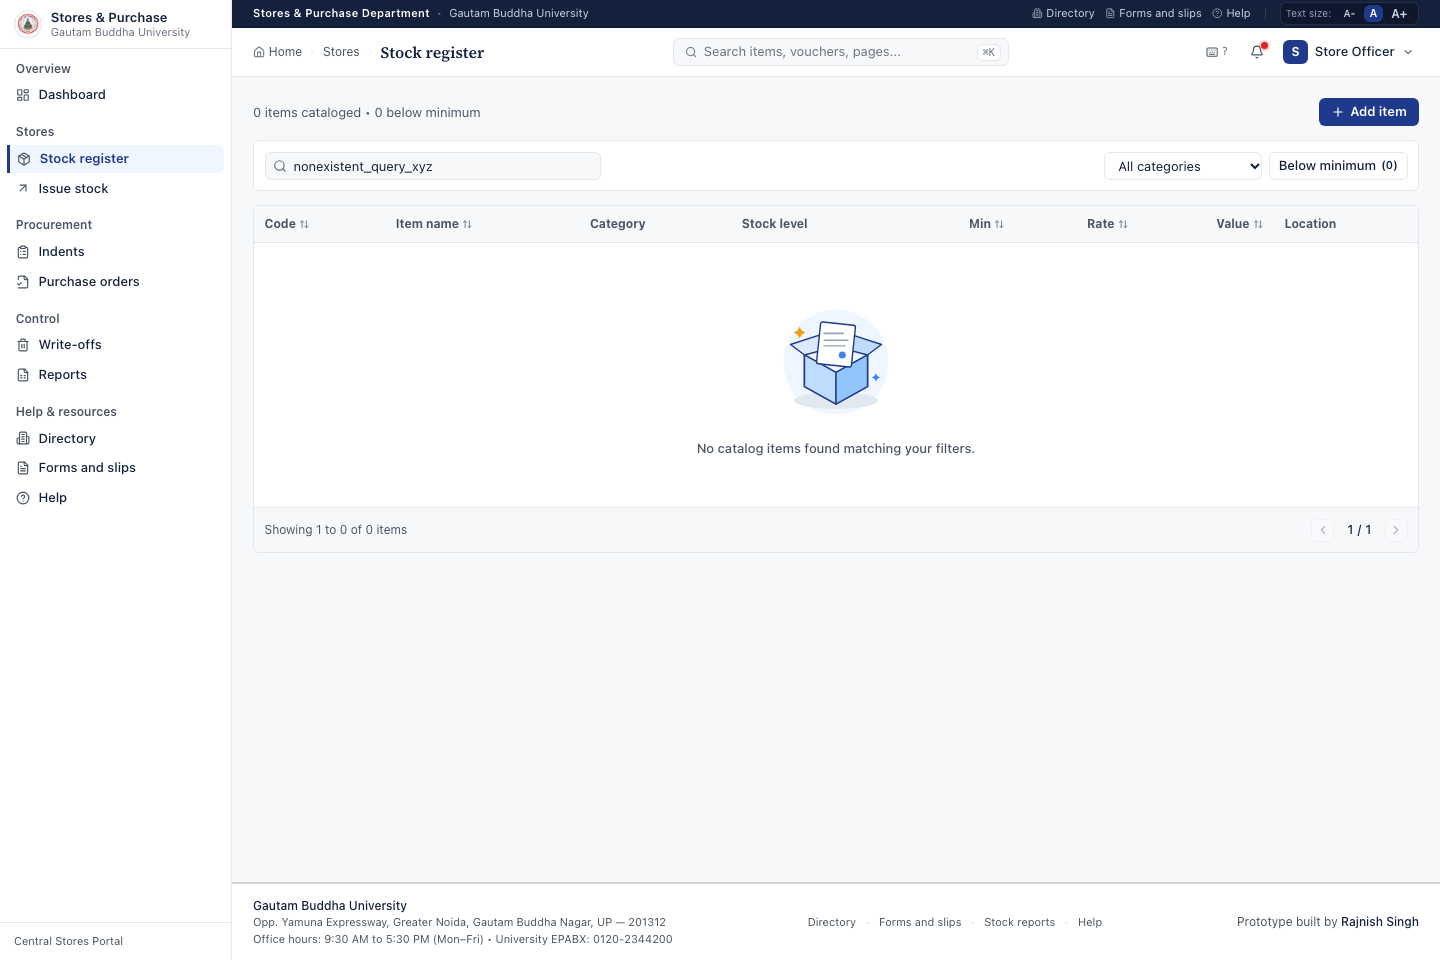 Stores & Purchase
Gautam Buddha University
Overview
Dashboard
Stores
Stock register
Issue stock
Procurement
Indents
Purchase orders
Control
Write-offs
Reports
Help & resources
Directory
Forms and slips
Help
Central Stores Portal
Stores & Purchase Department · Gautam Buddha University
Directory Forms and slips Help Text size: A- A A+
Home Stores Stock register
Search items, vouchers, pages... ⌘K
? S Store Officer
0 items cataloged • 0 below minimum
+ Add item
nonexistent_query_xyz
All categories Below minimum (0)
Code Item name Category Stock level Min Rate Value Location
No catalog items found matching your filters.
Showing 1 to 0 of 0 items
1 / 1
Gautam Buddha University
Opp. Yamuna Expressway, Greater Noida, Gautam Buddha Nagar, UP — 201312
Office hours: 9:30 AM to 5:30 PM (Mon–Fri) • University EPABX: 0120-2344200
Directory · Forms and slips · Stock reports · Help
Prototype built by Rajnish Singh